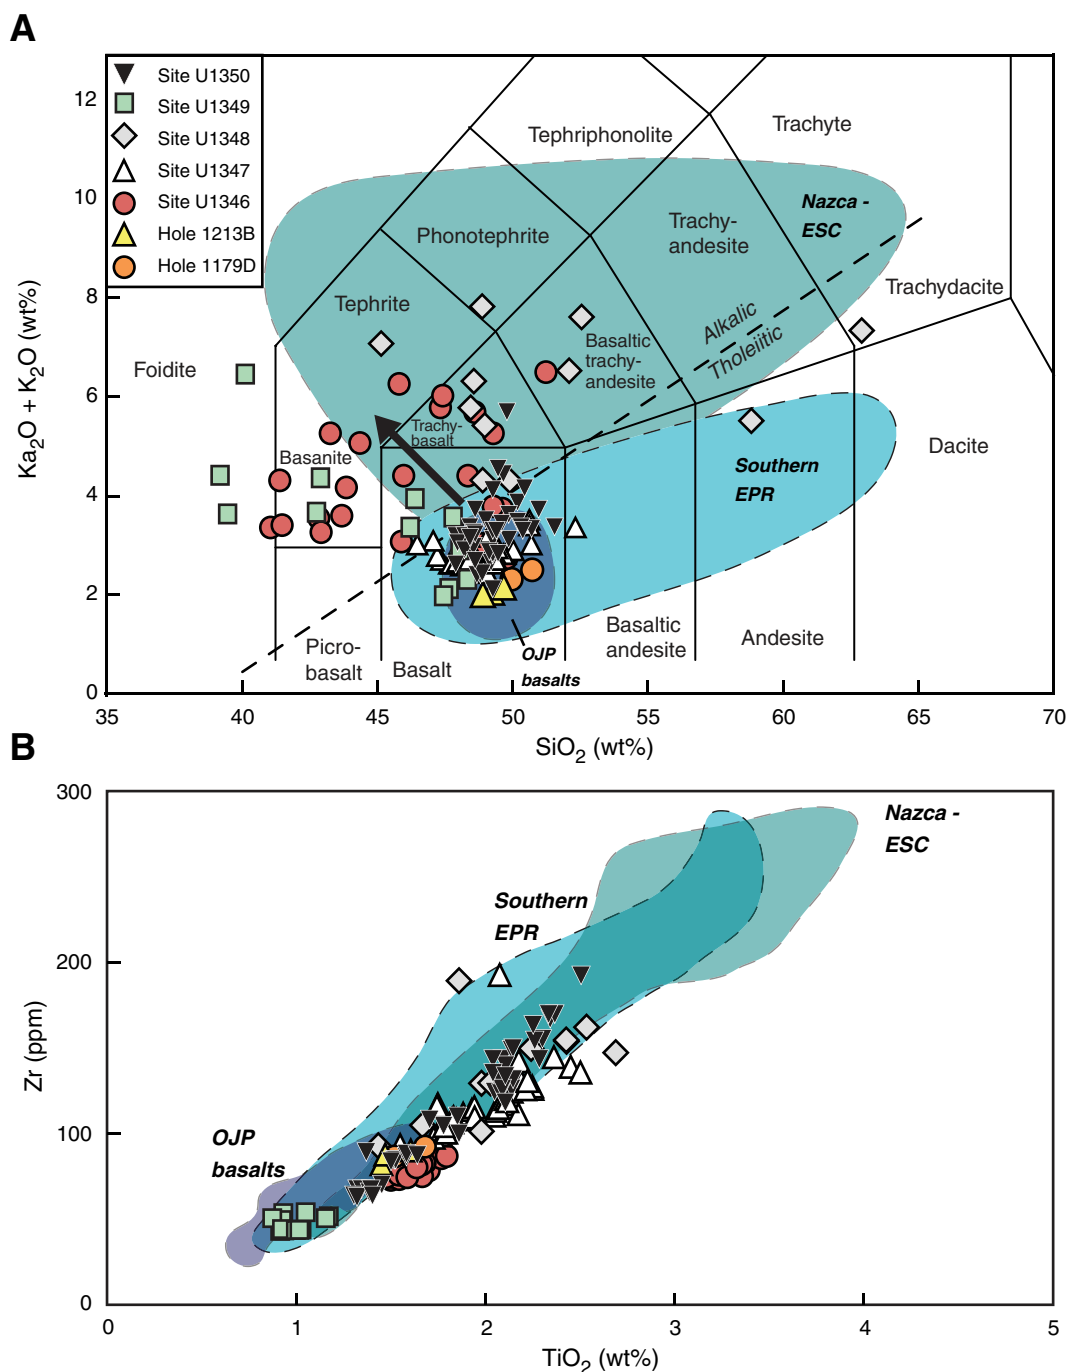 A
Site U1350
Site U1349
Site U1348
Site U1347
Site U1346
Hole 1213B
Hole 1179D
12
10
8
6
4
2
0
Ka₂O + K₂O (wt%)
Tephriphonolite
Trachyte
Phonotephrite
Trachy-
andesite
Nazca -
ESC
Tephrite
Trachydacite
Foidite
Basaltic
trachy-
andesite
Alkalic
Tholeiitic
Trachy-
basalt
Basanite
Southern
EPR
Dacite
Picro-
basalt
Basalt
OJP
basalts
Basaltic
andesite
Andesite
35
40
45
50
55
60
65
70
SiO₂ (wt%)
B
300
200
100
0
Zr (ppm)
Nazca -
ESC
Southern
EPR
OJP
basalts
0
1
2
3
4
5
TiO₂ (wt%)